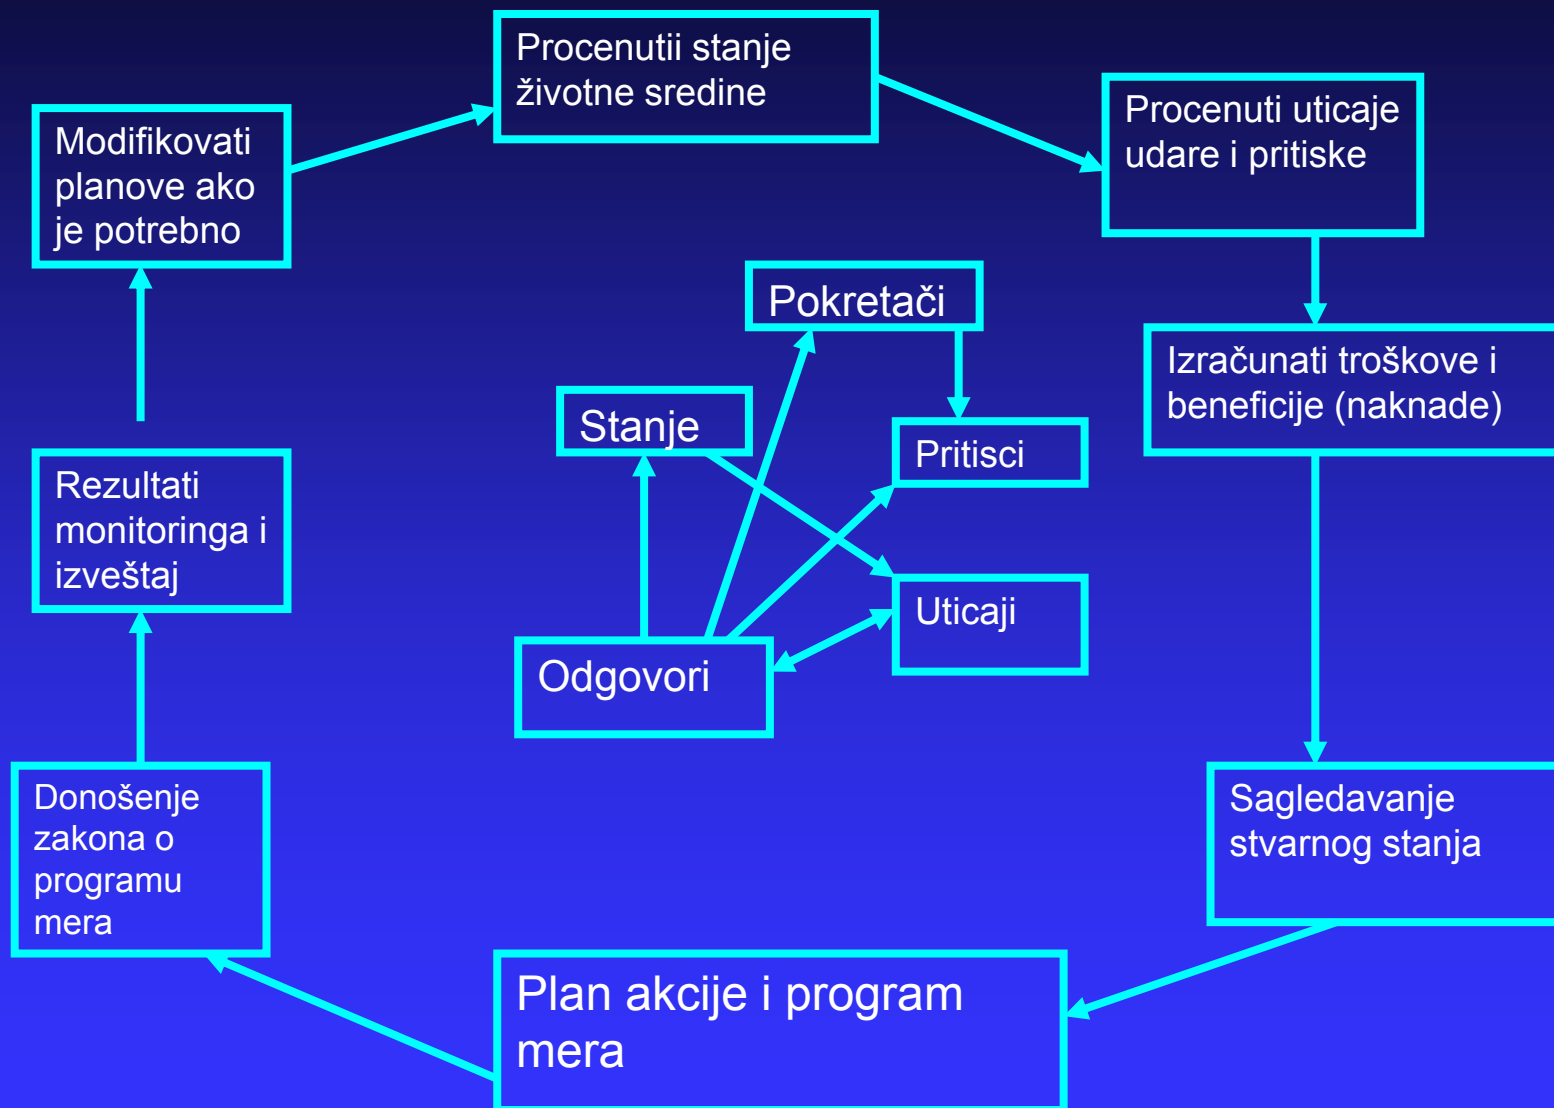 Procenutii stanje
životne sredine
Procenuti uticaje
udare i pritiske
Modifikovati
planove ako
je potrebno
Pokretači
Izračunati troškove i
beneficije (naknade)
Stanje
Pritisci
Rezultati
monitoringa i
izveštaj
Uticaji
Odgovori
Donošenje
zakona o
programu
mera
Sagledavanje
stvarnog stanja
Plan akcije i program
mera